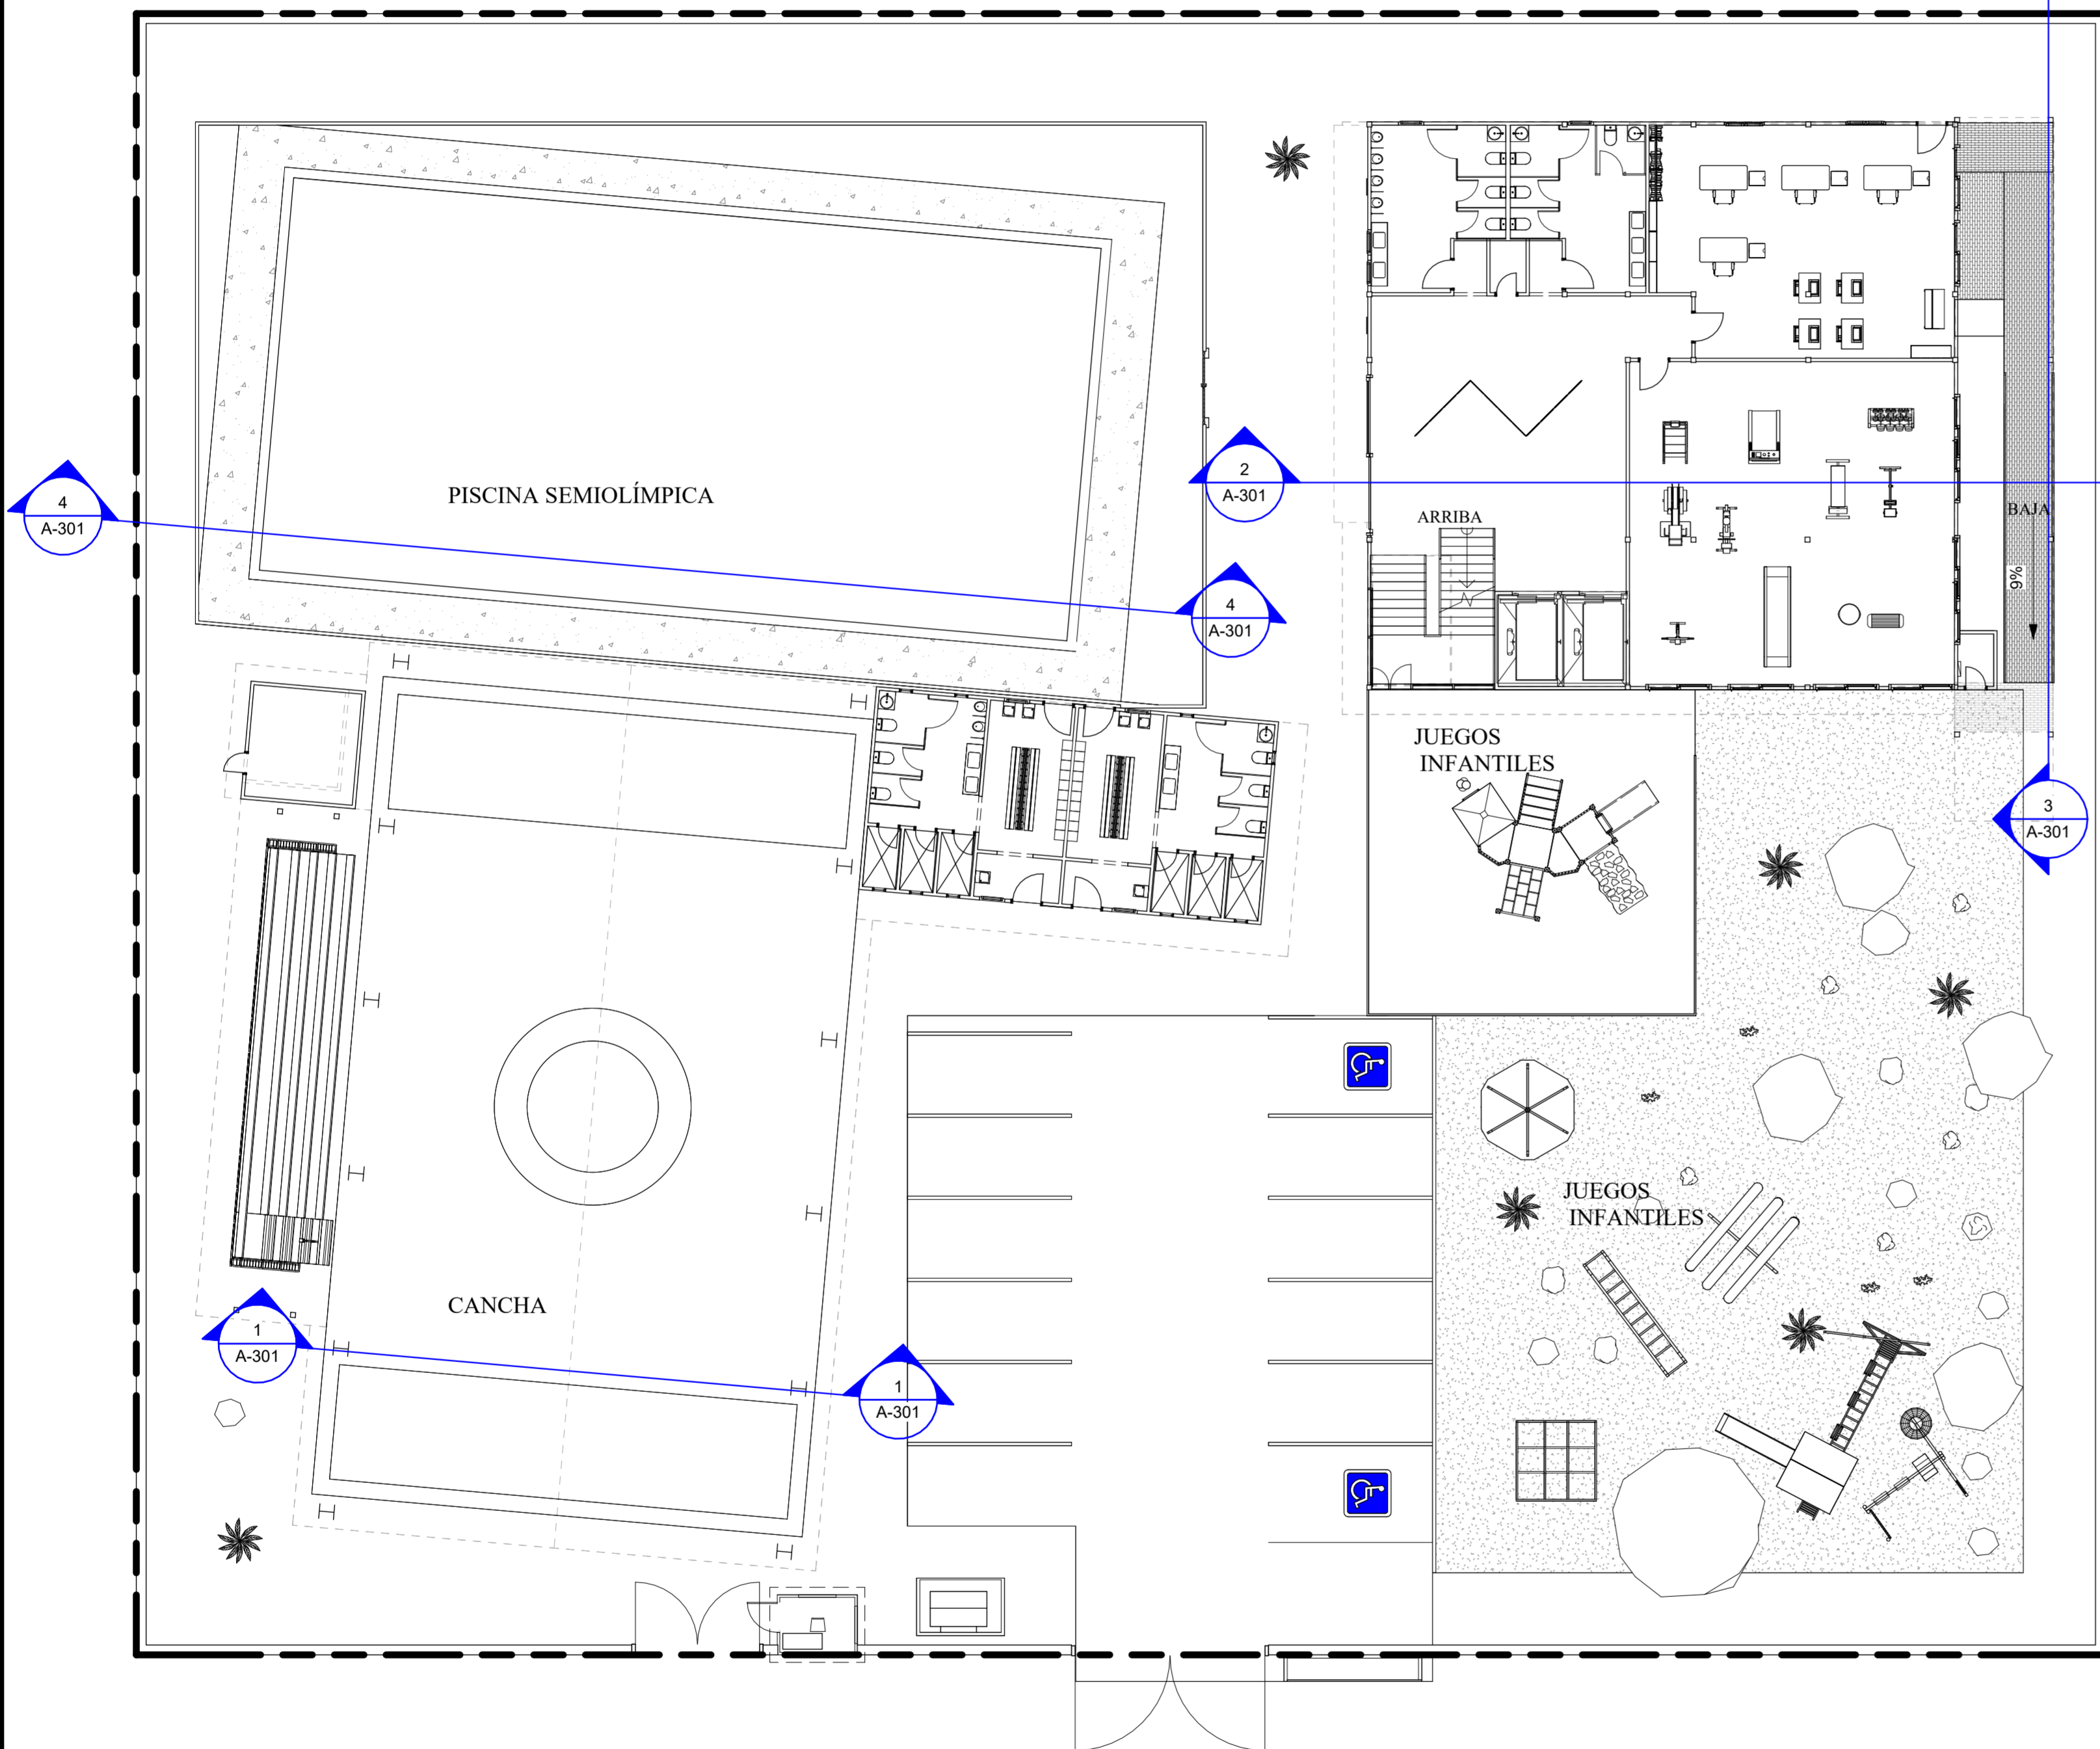 PISCINA SEMIOLÍMPICA
4
A-301
2
A-301
4
A-301
ARRIBA
BAJA
9%
JUEGOS
INFANTILES
3
A-301
JUEGOS
INFANTILES
CANCHA
1
A-301
1
A-301